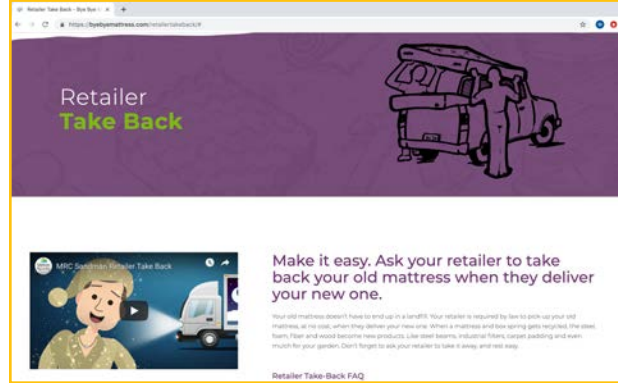 Retailer Take Back - Bye Bye
https://byebyemattress.com/retailertakeback/#
Retailer
Take Back
MRC Sandman Retailer Take Back
Make it easy. Ask your retailer to take
back your old mattress when they deliver
your new one.
Your old mattress doesn't have to end up in a landfill. Your retailer is required by law to pick up your old
mattress, at no cost, when they deliver your new one. When a mattress and box spring gets recycled, the steel,
foam, fiber and wood become new products. Like steel beams, industrial filters, carpet padding and even
mulch for your garden. Don't forget to ask your retailer to take it away, and rest easy.
Retailer Take-Back FAQ